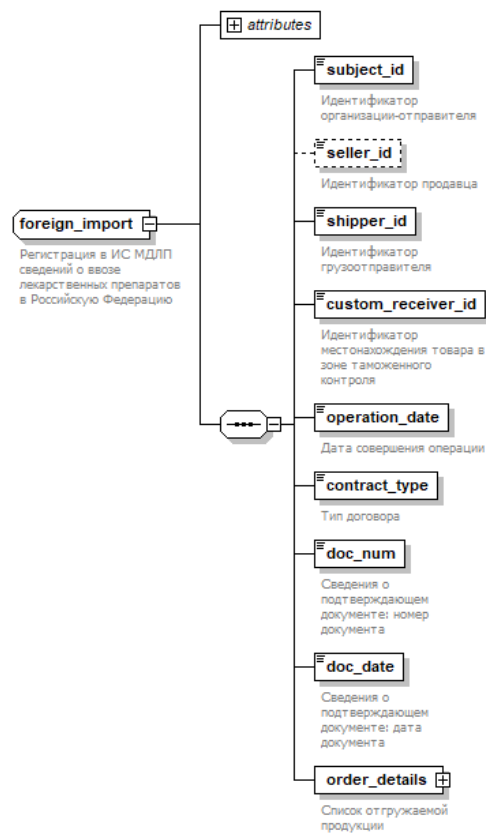 attributes
subject_id
Идентификатор
организации-отправителя
seller_id
Идентификатор продавца
foreign_import
Регистрация в ИС МДЛП
сведений о ввозе
лекарственных препаратов
в Российскую Федерацию
shipper_id
Идентификатор
грузоотправителя
custom_receiver_id
Идентификатор
местонахождения товара в
зоне таможенного
контроля
operation_date
Дата совершения операции
contract_type
Тип договора
doc_num
Сведения о
подтверждающем
документе: номер
документа
doc_date
Сведения о
подтверждающем
документе: дата
документа
order_details
Список отгружаемой
продукции